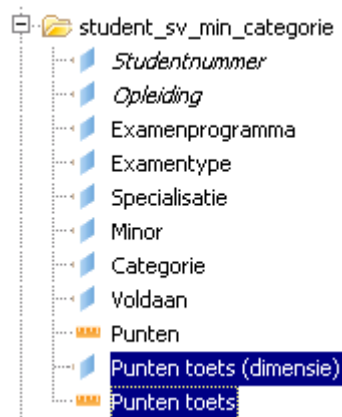 student_sv_min_categorie
Studentnummer
Opleiding
Examenprogramma
Examentype
Specialisatie
Minor
Categorie
Voldaan
Punten
Punten toets (dimensie)
Punten toets